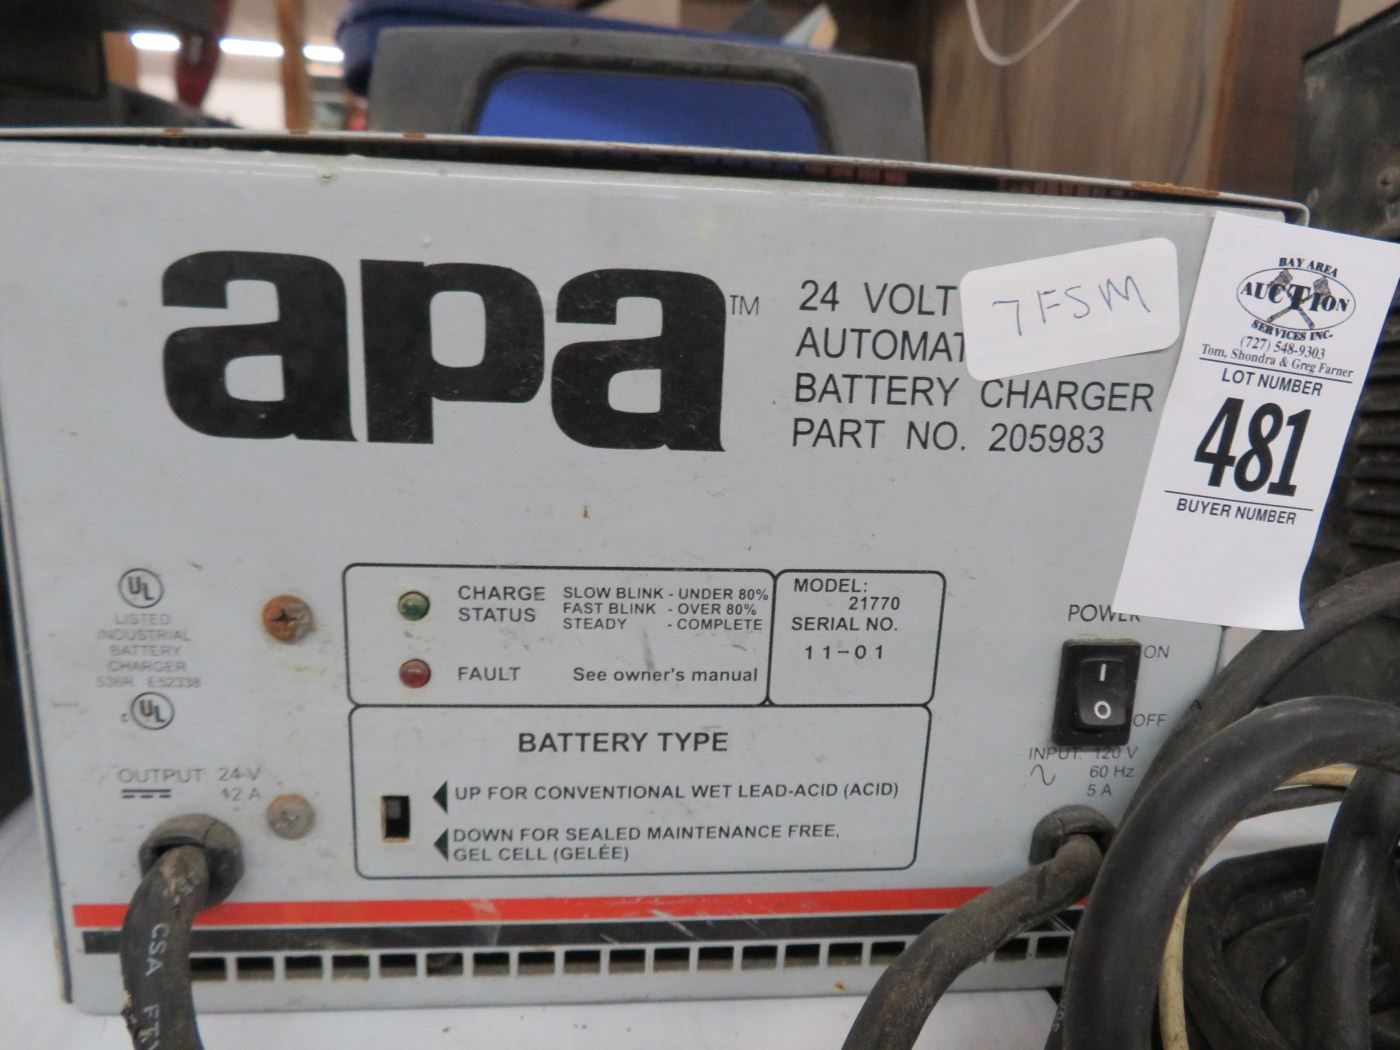 apa™
24 VOLT
AUTOMAT
BATTERY CHARGER
PART NO. 205983
7FSM
BAY AREA
AUCTION
SERVICES INC.
(727) 548-9303
Tom, Shondra & Greg Farner
LOT NUMBER
481
BUYER NUMBER
UL
LISTED
INDUSTRIAL
BATTERY
CHARGER
536R E52338
c UL
CHARGE STATUS
SLOW BLINK - UNDER 80%
FAST BLINK - OVER 80%
STEADY - COMPLETE
FAULT See owner's manual
MODEL:
21770
SERIAL NO.
11-01
POWER
ON
I
O
OFF
BATTERY TYPE
UP FOR CONVENTIONAL WET LEAD-ACID (ACID)
DOWN FOR SEALED MAINTENANCE FREE,
GEL CELL (GELÉE)
OUTPUT: 24 V
12 A
INPUT: 120 V
60 Hz
5 A
CSA